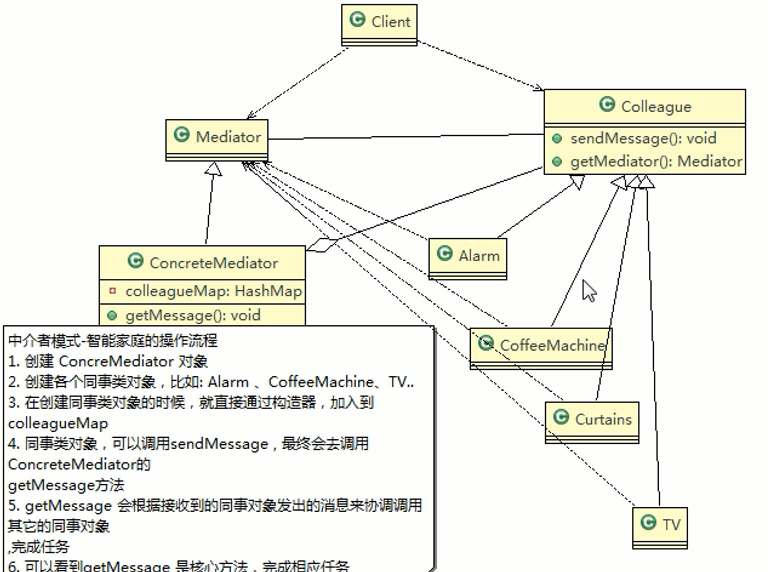 Client
Mediator
Colleague
sendMessage(): void
getMediator(): Mediator
ConcreteMediator
colleagueMap: HashMap
getMessage(): void
Alarm
CoffeeMachine
Curtains
TV
中介者模式-智能家庭的操作流程
1. 创建 ConcreMediator 对象
2. 创建各个同事类对象，比如: Alarm 、CoffeeMachine、TV..
3. 在创建同事类对象的时候，就直接通过构造器，加入到
colleagueMap
4. 同事类对象，可以调用sendMessage，最终会去调用
ConcreteMediator的
getMessage方法
5. getMessage 会根据接收到的同事对象发出的消息来协调调用
其它的同事对象
,完成任务
6. 可以看到getMessage 是核心方法，完成相应任务